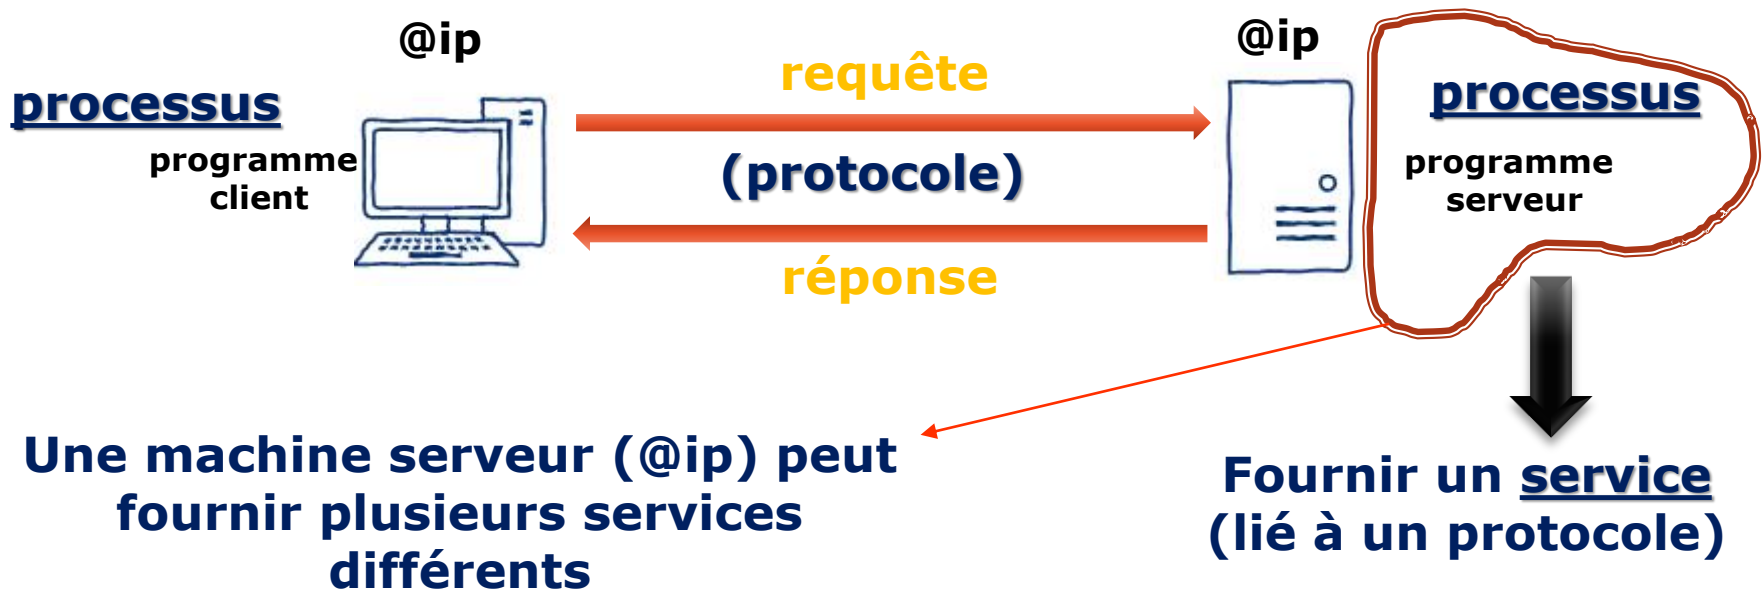 @ip
@ip
requête
processus
processus
programme
client
(protocole)
programme
serveur
réponse
Une machine serveur (@ip) peut
fournir plusieurs services
différents
Fournir un service
(lié à un protocole)